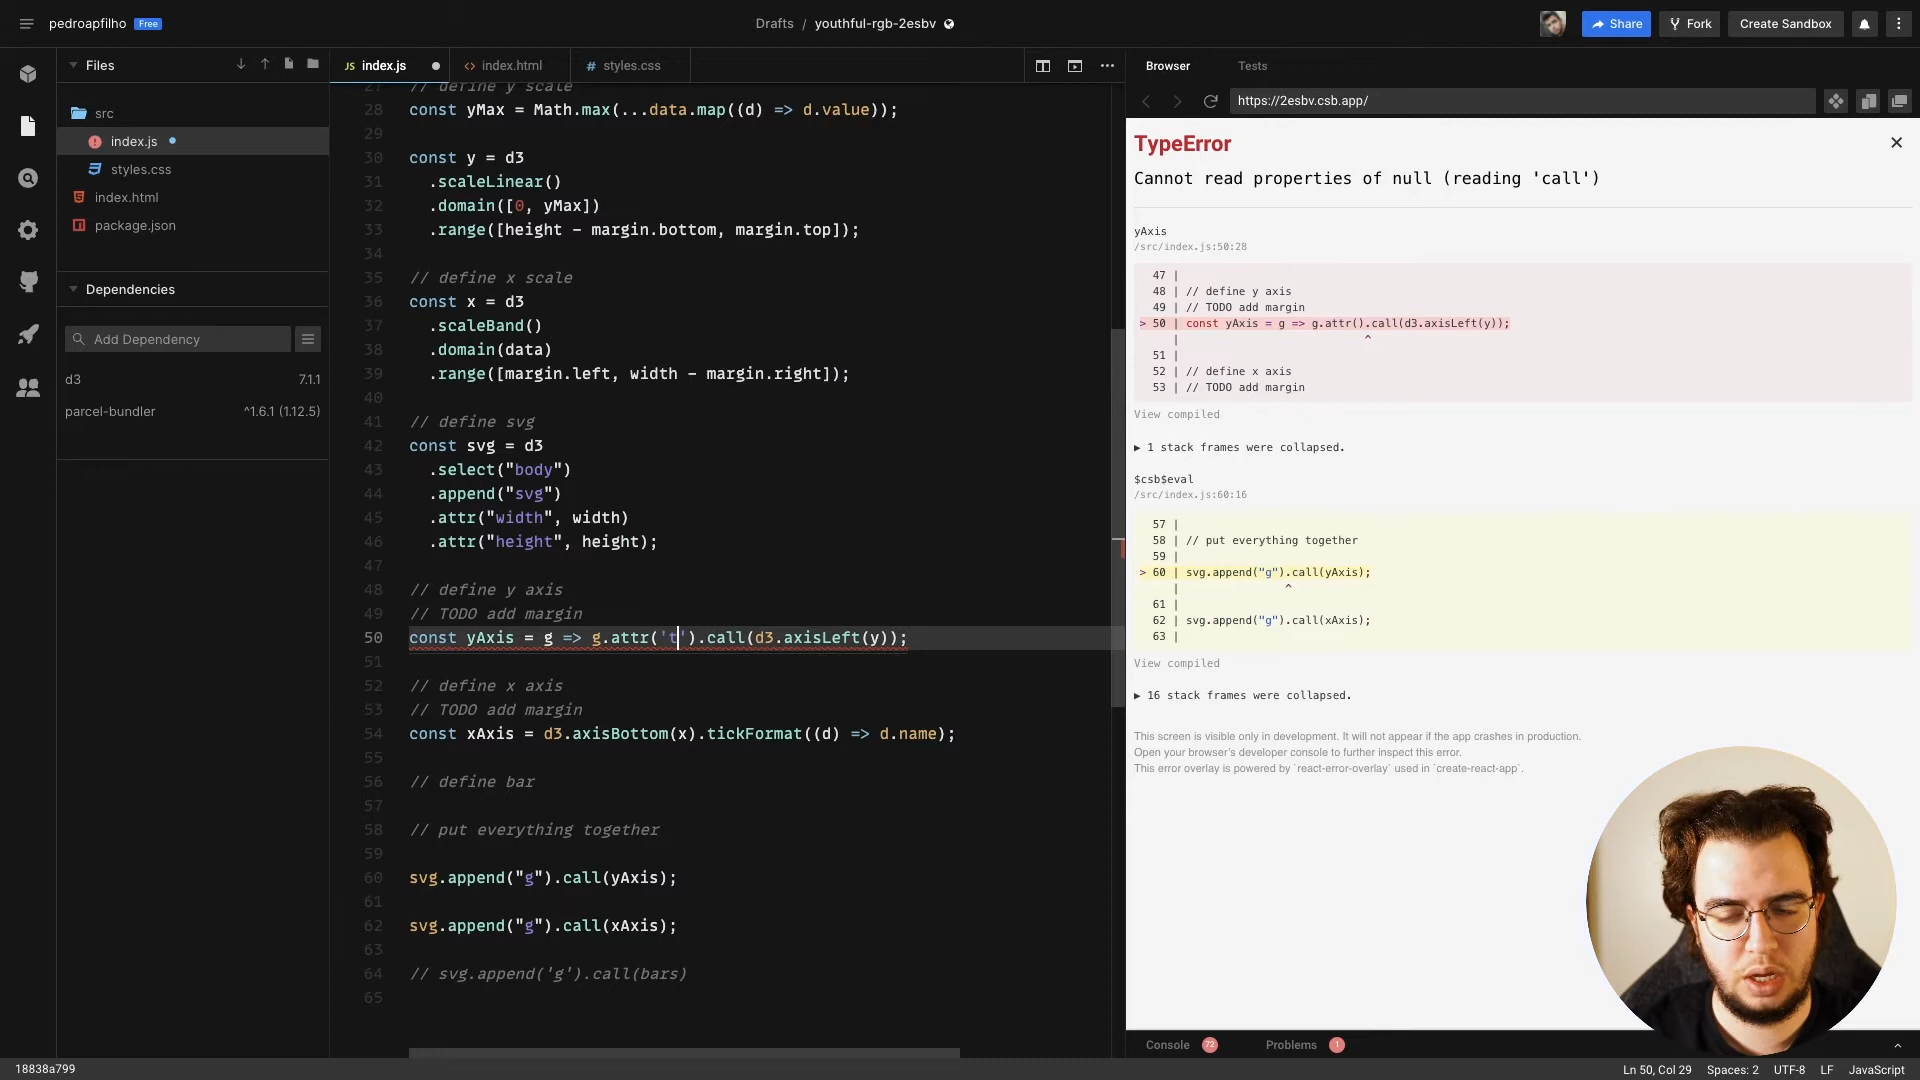 pedroapfilho Free
Drafts / youthful-rgb-2esbv
Share
Fork
Create Sandbox
Files
src
index.js
styles.css
index.html
package.json
Dependencies
Add Dependency
d3 7.1.1
parcel-bundler ^1.6.1 (1.12.5)
JS index.js
<> index.html
# styles.css
27 // define y scale
28 const yMax = Math.max(...data.map((d) => d.value));
29
30 const y = d3
31 .scaleLinear()
32 .domain([0, yMax])
33 .range([height - margin.bottom, margin.top]);
34
35 // define x scale
36 const x = d3
37 .scaleBand()
38 .domain(data)
39 .range([margin.left, width - margin.right]);
40
41 // define svg
42 const svg = d3
43 .select("body")
44 .append("svg")
45 .attr("width", width)
46 .attr("height", height);
47
48 // define y axis
49 // TODO add margin
50 const yAxis = g => g.attr('t').call(d3.axisLeft(y));
51
52 // define x axis
53 // TODO add margin
54 const xAxis = d3.axisBottom(x).tickFormat((d) => d.name);
55
56 // define bar
57
58 // put everything together
59
60 svg.append("g").call(yAxis);
61
62 svg.append("g").call(xAxis);
63
64 // svg.append('g').call(bars)
65
Browser
Tests
https://2esbv.csb.app/
TypeError
Cannot read properties of null (reading 'call')
yAxis
/src/index.js:50:28
47 |
48 | // define y axis
49 | // TODO add margin
> 50 | const yAxis = g => g.attr().call(d3.axisLeft(y));
| ^
51 |
52 | // define x axis
53 | // TODO add margin
View compiled
▶ 1 stack frames were collapsed.
$csb$eval
/src/index.js:60:16
57 |
58 | // put everything together
59 |
> 60 | svg.append("g").call(yAxis);
| ^
61 |
62 | svg.append("g").call(xAxis);
63 |
View compiled
▶ 16 stack frames were collapsed.
This screen is visible only in development. It will not appear if the app crashes in production.
Open your browser's developer console to further inspect this error.
This error overlay is powered by `react-error-overlay` used in `create-react-app`.
Console 72
Problems 1
18838a799
Ln 50, Col 29 Spaces: 2 UTF-8 LF JavaScript